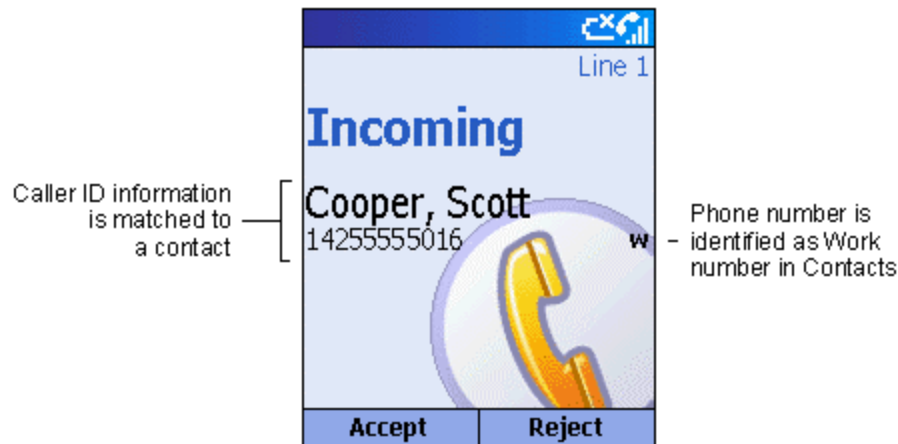 Line 1
Incoming
Caller ID information
is matched to
a contact
Cooper, Scott
14255555016 w
Phone number is
identified as Work
number in Contacts
Accept Reject